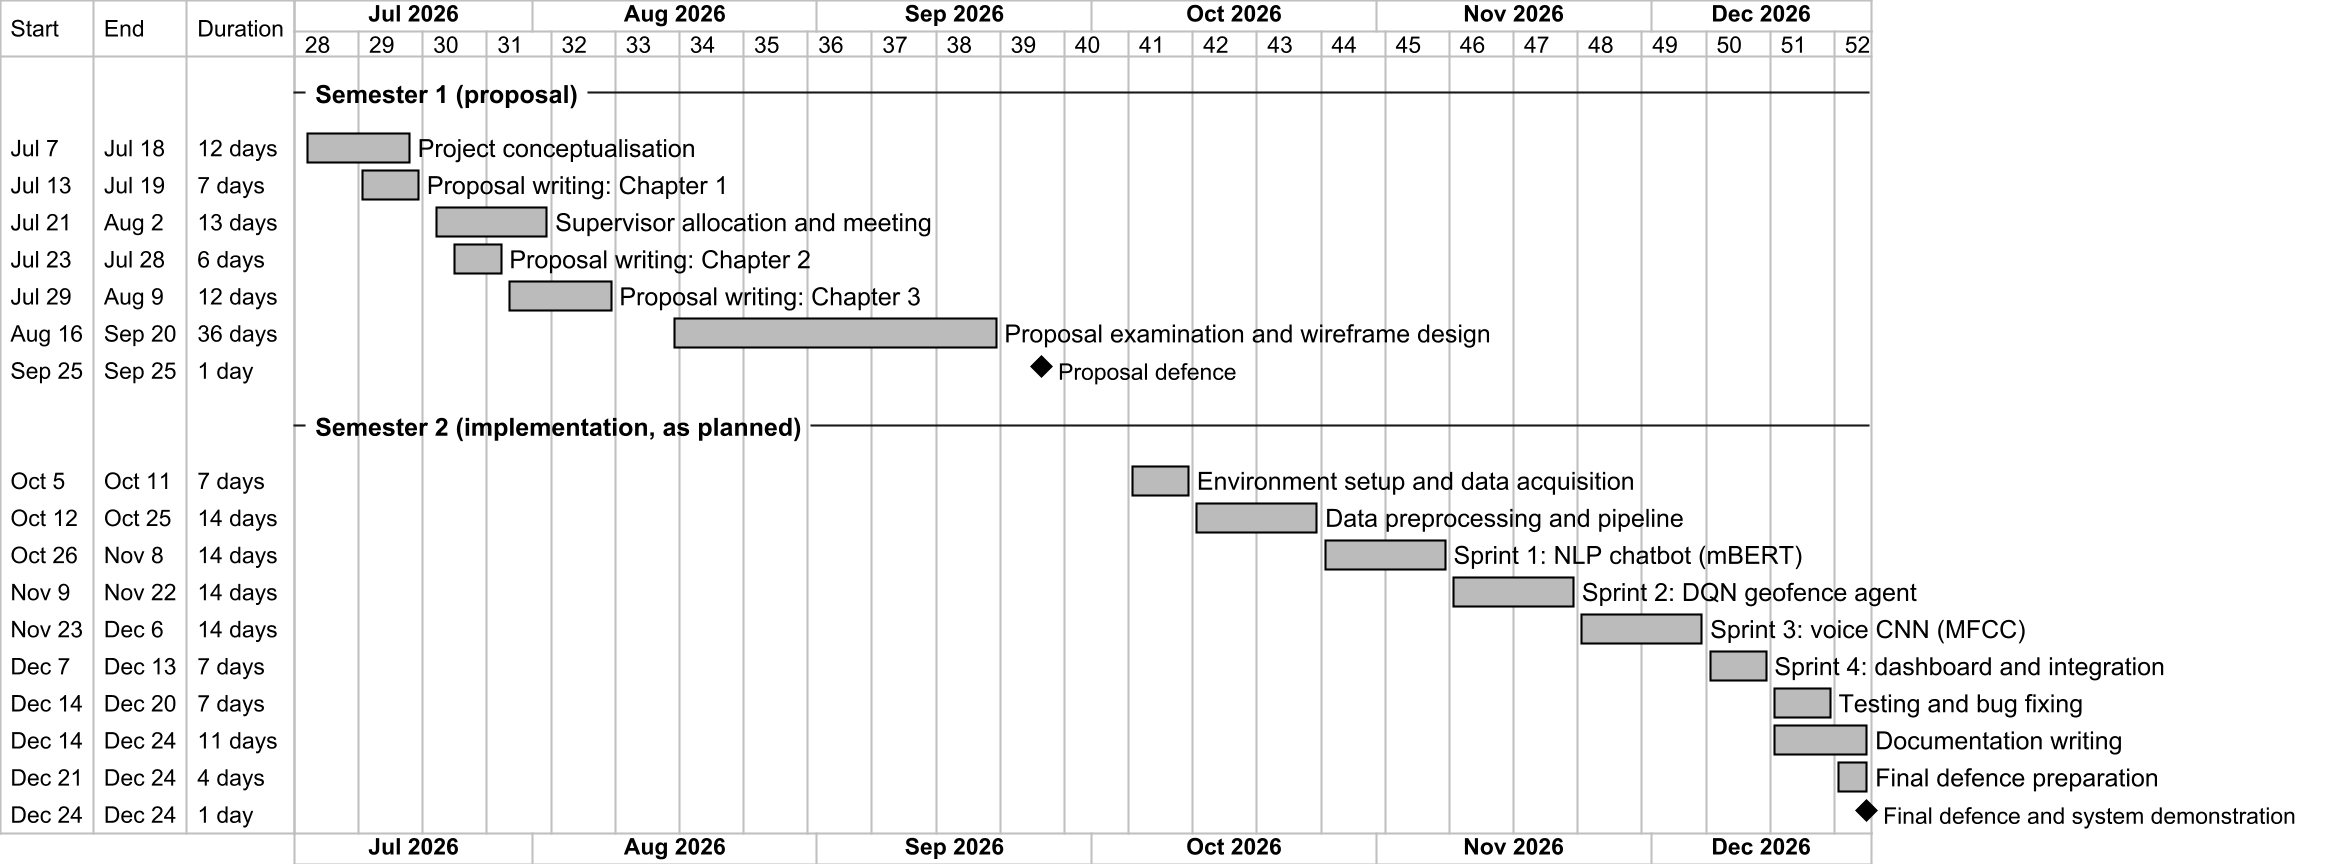 Start End Duration Jul 2026 Aug 2026 Sep 2026 Oct 2026 Nov 2026 Dec 2026
28 29 30 31 32 33 34 35 36 37 38 39 40 41 42 43 44 45 46 47 48 49 50 51 52
Semester 1 (proposal)
Jul 7 Jul 18 12 days Project conceptualisation
Jul 13 Jul 19 7 days Proposal writing: Chapter 1
Jul 21 Aug 2 13 days Supervisor allocation and meeting
Jul 23 Jul 28 6 days Proposal writing: Chapter 2
Jul 29 Aug 9 12 days Proposal writing: Chapter 3
Aug 16 Sep 20 36 days Proposal examination and wireframe design
Sep 25 Sep 25 1 day Proposal defence
Semester 2 (implementation, as planned)
Oct 5 Oct 11 7 days Environment setup and data acquisition
Oct 12 Oct 25 14 days Data preprocessing and pipeline
Oct 26 Nov 8 14 days Sprint 1: NLP chatbot (mBERT)
Nov 9 Nov 22 14 days Sprint 2: DQN geofence agent
Nov 23 Dec 6 14 days Sprint 3: voice CNN (MFCC)
Dec 7 Dec 13 7 days Sprint 4: dashboard and integration
Dec 14 Dec 20 7 days Testing and bug fixing
Dec 14 Dec 24 11 days Documentation writing
Dec 21 Dec 24 4 days Final defence preparation
Dec 24 Dec 24 1 day Final defence and system demonstration
Jul 2026 Aug 2026 Sep 2026 Oct 2026 Nov 2026 Dec 2026